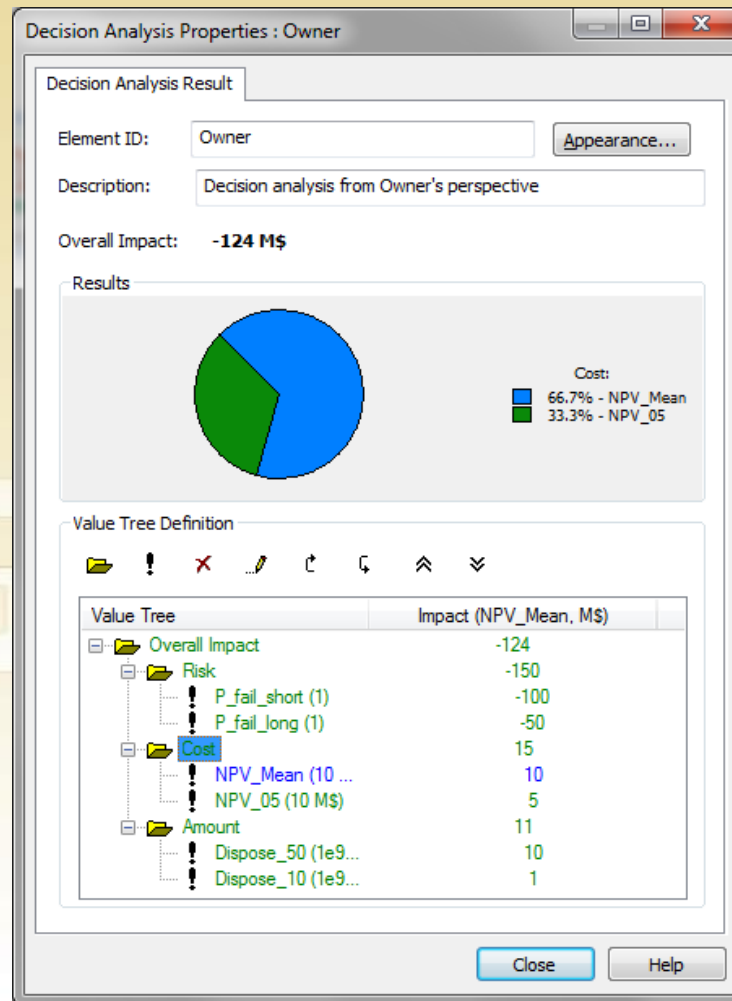 Decision Analysis Properties : Owner
Decision Analysis Result
Element ID: Owner Appearance...
Description: Decision analysis from Owner's perspective
Overall Impact: -124 M$
Results
Cost:
66.7% - NPV_Mean
33.3% - NPV_05
Value Tree Definition
Value Tree Impact (NPV_Mean, M$)
Overall Impact -124
Risk -150
P_fail_short (1) -100
P_fail_long (1) -50
Cost 15
NPV_Mean (10 ... 10
NPV_05 (10 M$) 5
Amount 11
Dispose_50 (1e9... 10
Dispose_10 (1e9... 1
Close Help